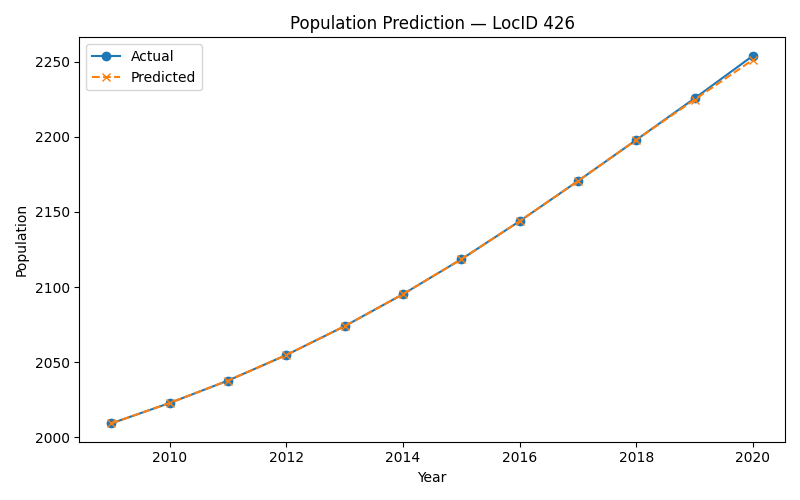 Population Prediction — LocID 426
Actual
Predicted
Population
2250
2200
2150
2100
2050
2000
2010 2012 2014 2016 2018 2020
Year